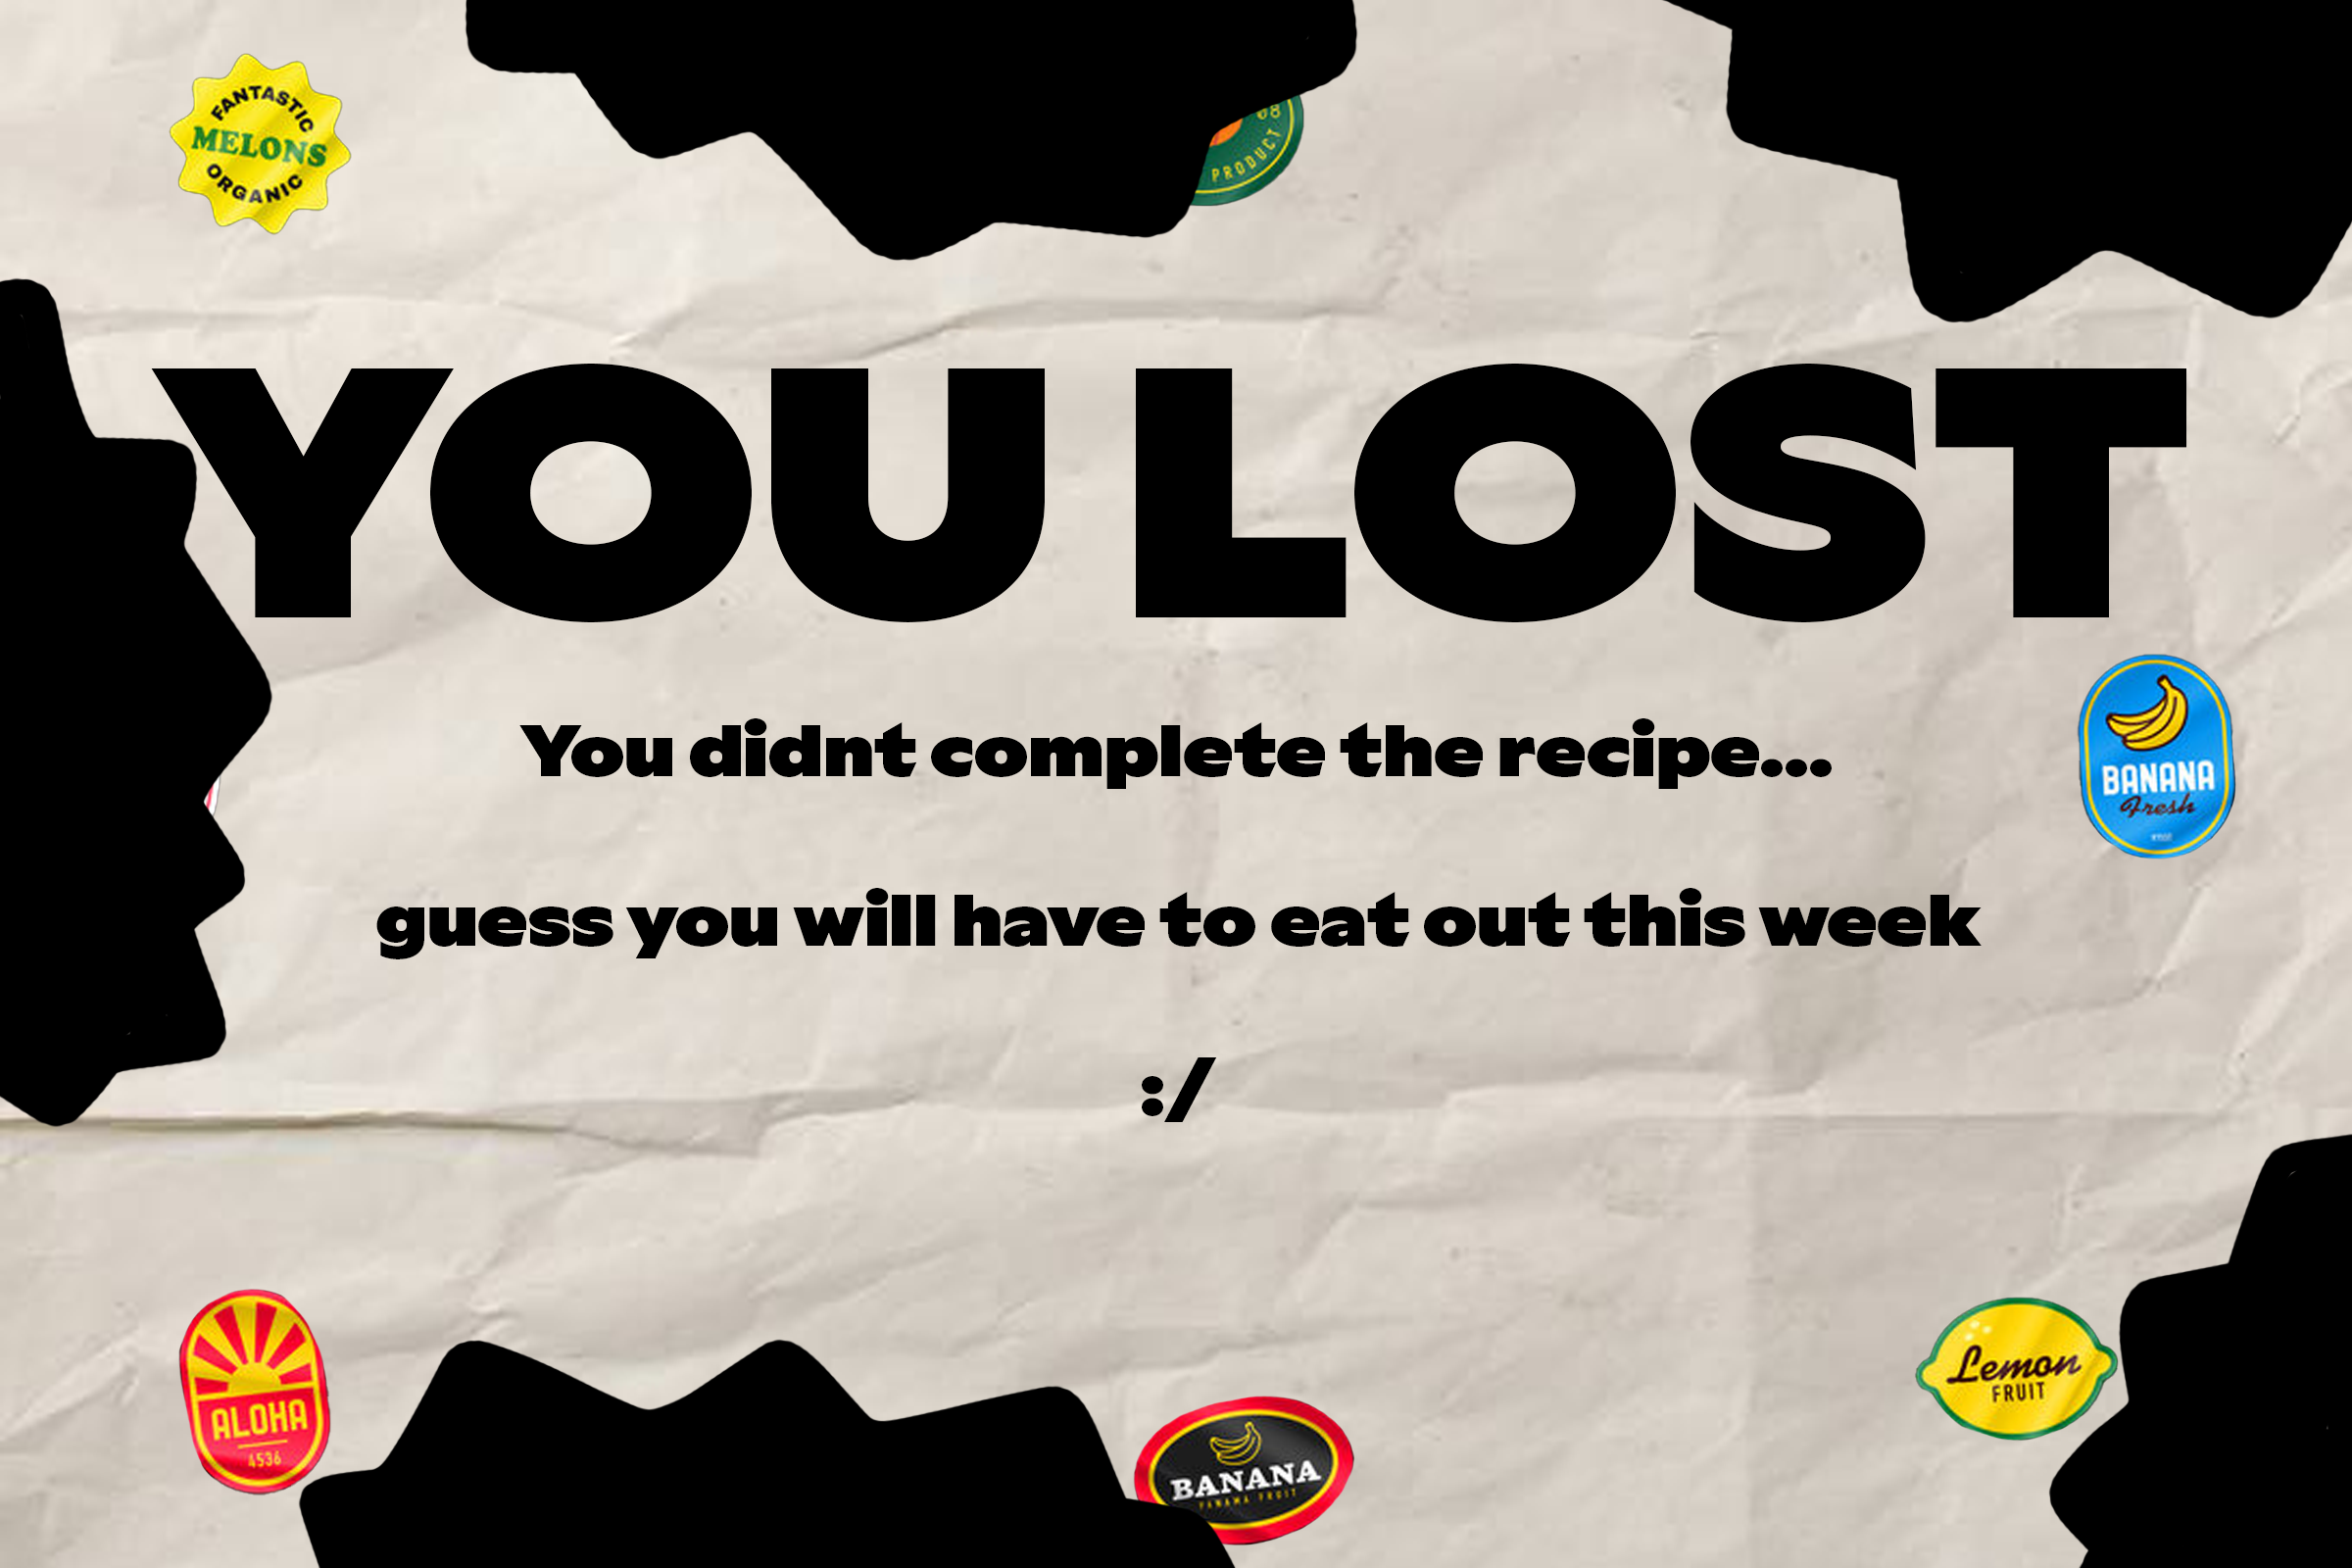 FANTASTIC
MELONS
ORGANIC
PRODUCT
YOU LOST
You didnt complete the recipe...
BANANA
Fresh
guess you will have to eat out this week
:/
ALOHA
4536
Lemon
FRUIT
BANANA
PANAMA FRUIT